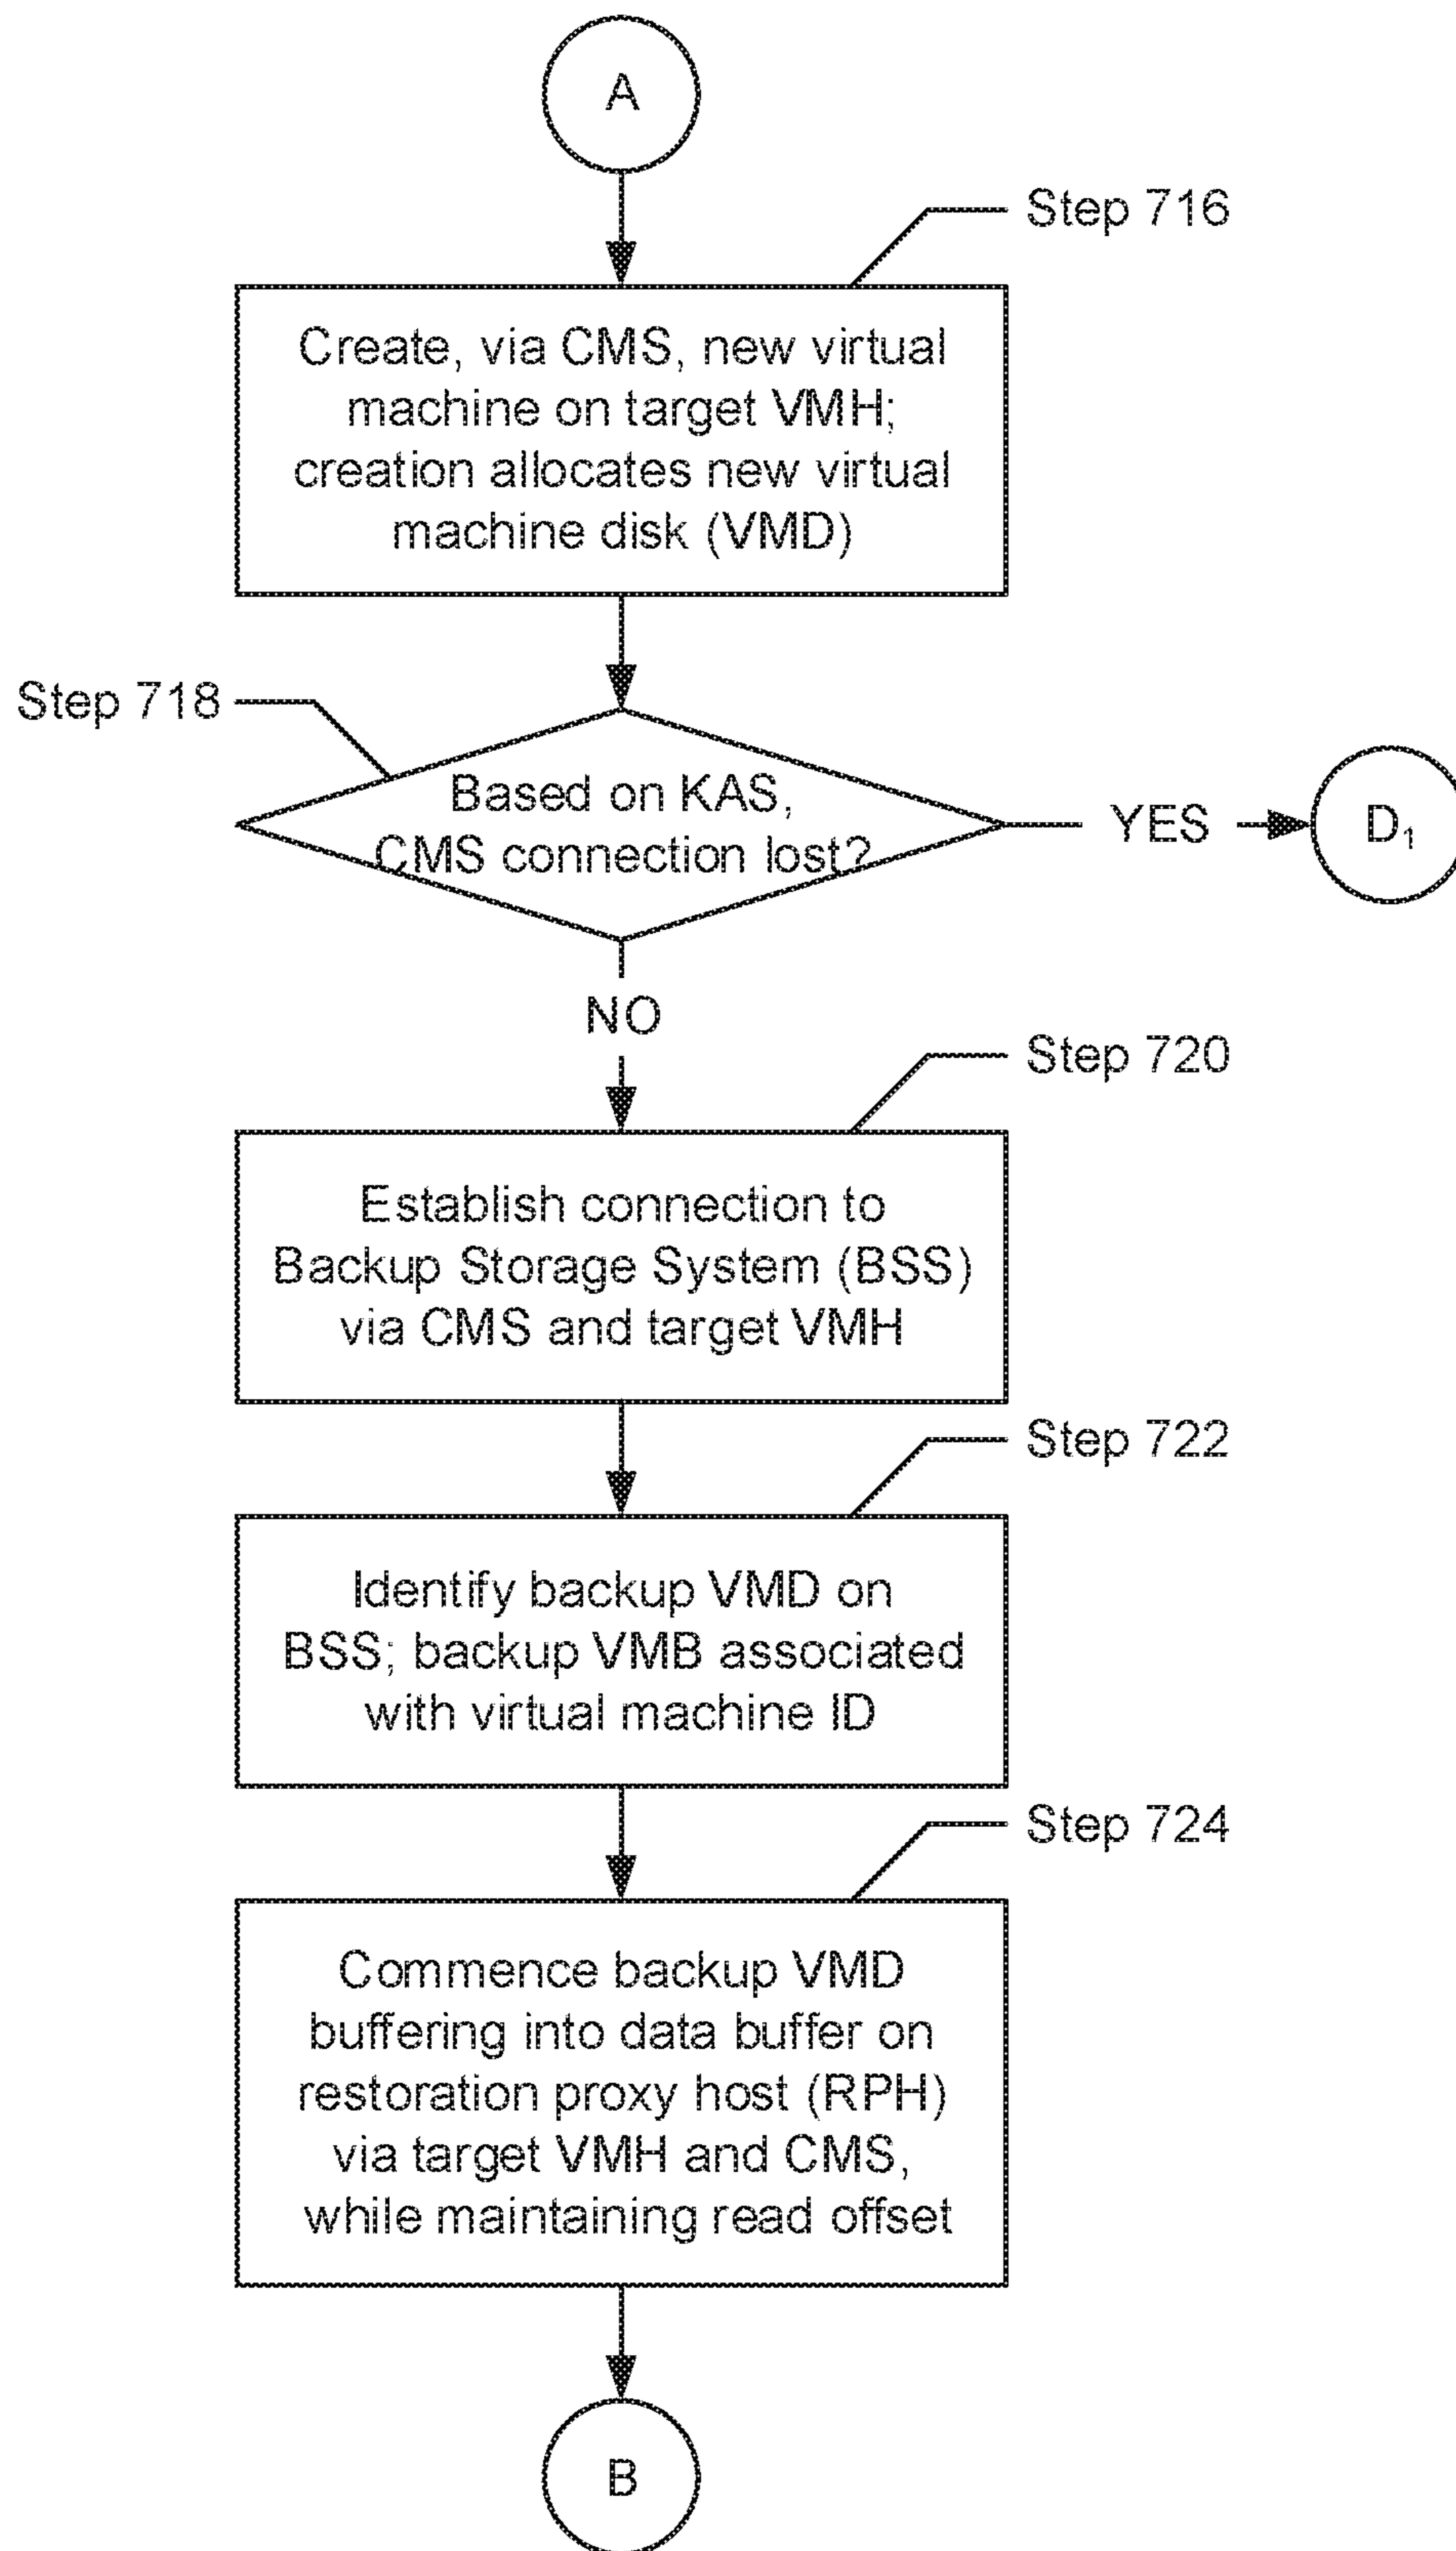 A
Step 716
Create, via CMS, new virtual
machine on target VMH;
creation allocates new virtual
machine disk (VMD)
Step 718
Based on KAS,
CMS connection lost?
YES
D₁
NO
Step 720
Establish connection to
Backup Storage System (BSS)
via CMS and target VMH
Step 722
Identify backup VMD on
BSS; backup VMB associated
with virtual machine ID
Step 724
Commence backup VMD
buffering into data buffer on
restoration proxy host (RPH)
via target VMH and CMS,
while maintaining read offset
B